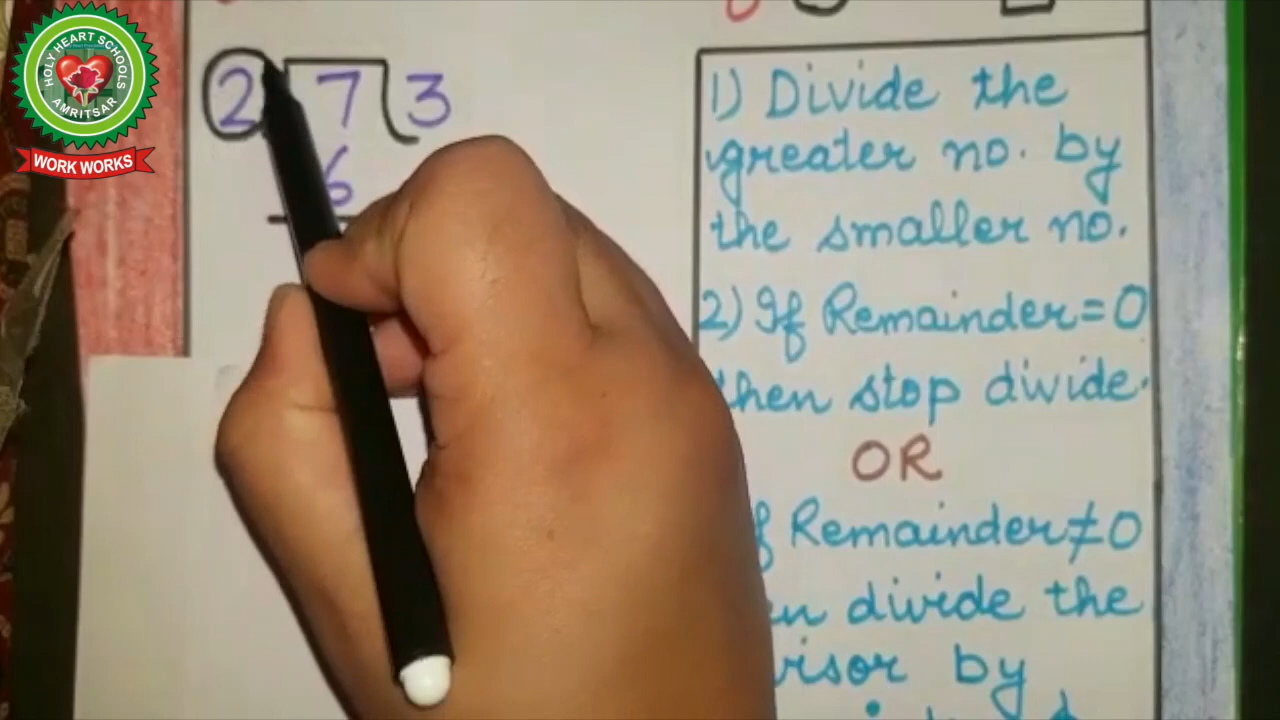 HOLY HEART SCHOOLS
AMRITSAR
WORK WORKS
2 7 3
6
1) Divide the
greater no. by
the smaller no.
2) If Remainder=0
then stop divide.
OR
If Remainder≠0
divide the
by